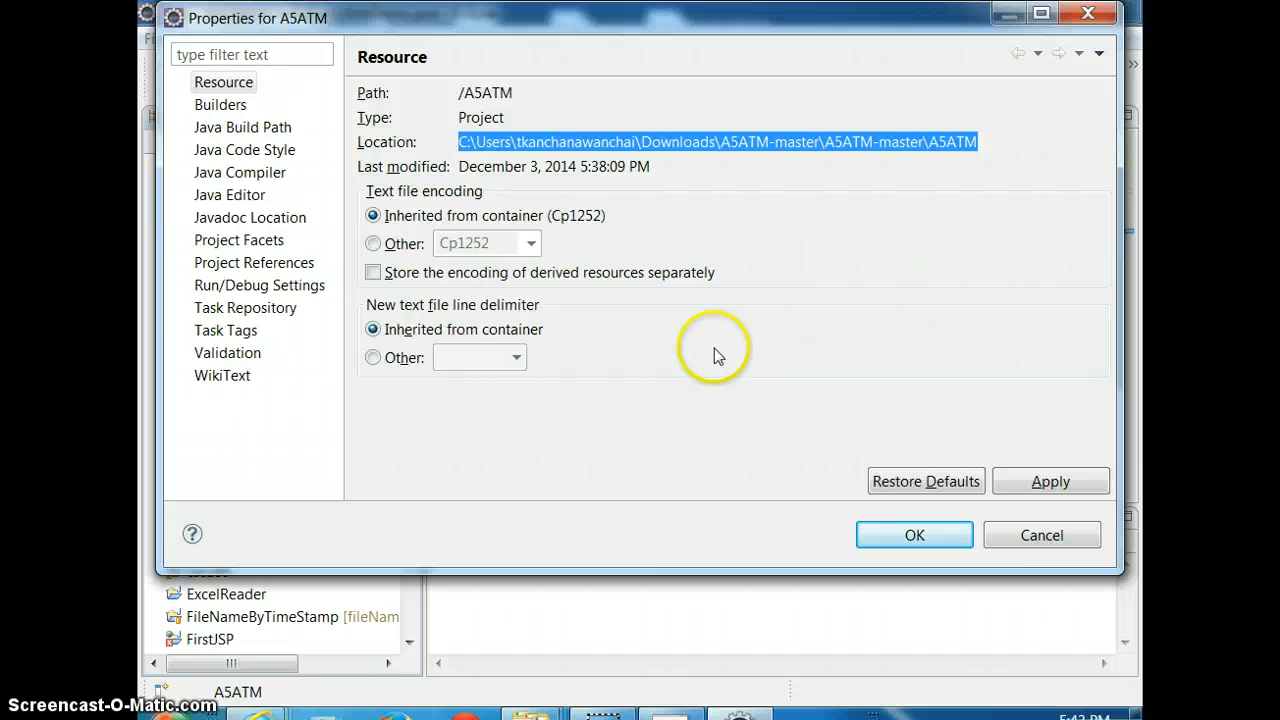 Properties for A5ATM
type filter text
Resource
Builders
Java Build Path
Java Code Style
Java Compiler
Java Editor
Javadoc Location
Project Facets
Project References
Run/Debug Settings
Task Repository
Task Tags
Validation
WikiText
Resource
Path: /A5ATM
Type: Project
Location: C:\Users\tkanchanawanchai\Downloads\A5ATM-master\A5ATM-master\A5ATM
Last modified: December 3, 2014 5:38:09 PM
Text file encoding
Inherited from container (Cp1252)
Other: Cp1252
Store the encoding of derived resources separately
New text file line delimiter
Inherited from container
Other:
Restore Defaults Apply
OK Cancel
ExcelReader
FileNameByTimeStamp [fileNam
FirstJSP
A5ATM
Screencast-O-Matic.com
5:43 PM